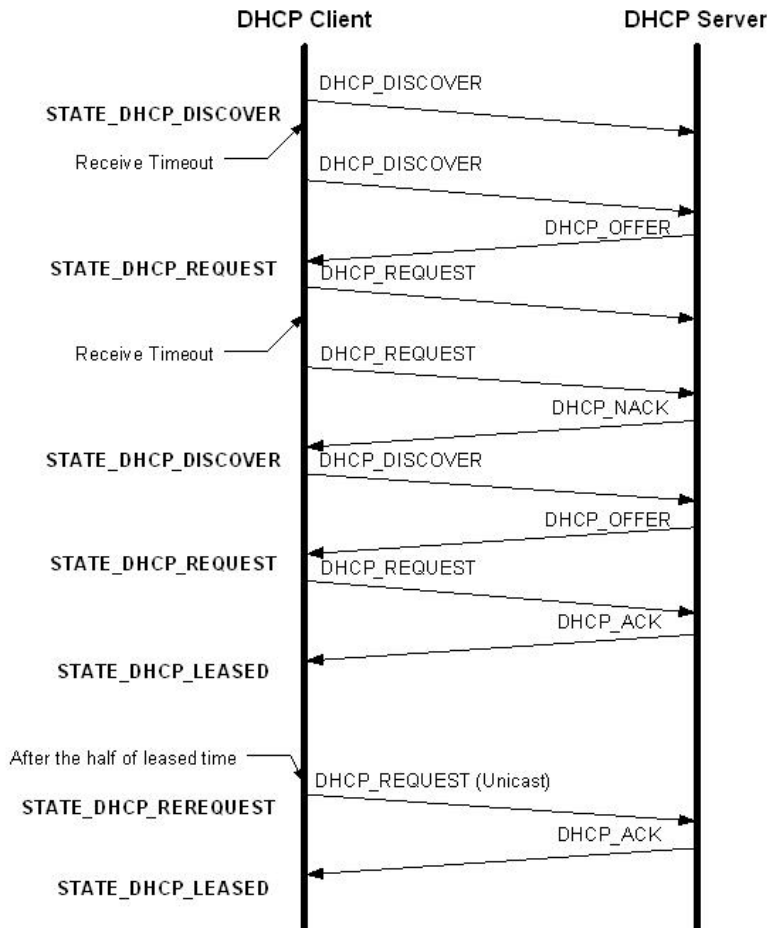 DHCP Client
DHCP Server
DHCP_DISCOVER
STATE_DHCP_DISCOVER
Receive Timeout
DHCP_DISCOVER
DHCP_OFFER
STATE_DHCP_REQUEST
DHCP_REQUEST
Receive Timeout
DHCP_REQUEST
DHCP_NACK
STATE_DHCP_DISCOVER
DHCP_DISCOVER
DHCP_OFFER
STATE_DHCP_REQUEST
DHCP_REQUEST
DHCP_ACK
STATE_DHCP_LEASED
After the half of leased time
DHCP_REQUEST (Unicast)
STATE_DHCP_REREQUEST
DHCP_ACK
STATE_DHCP_LEASED